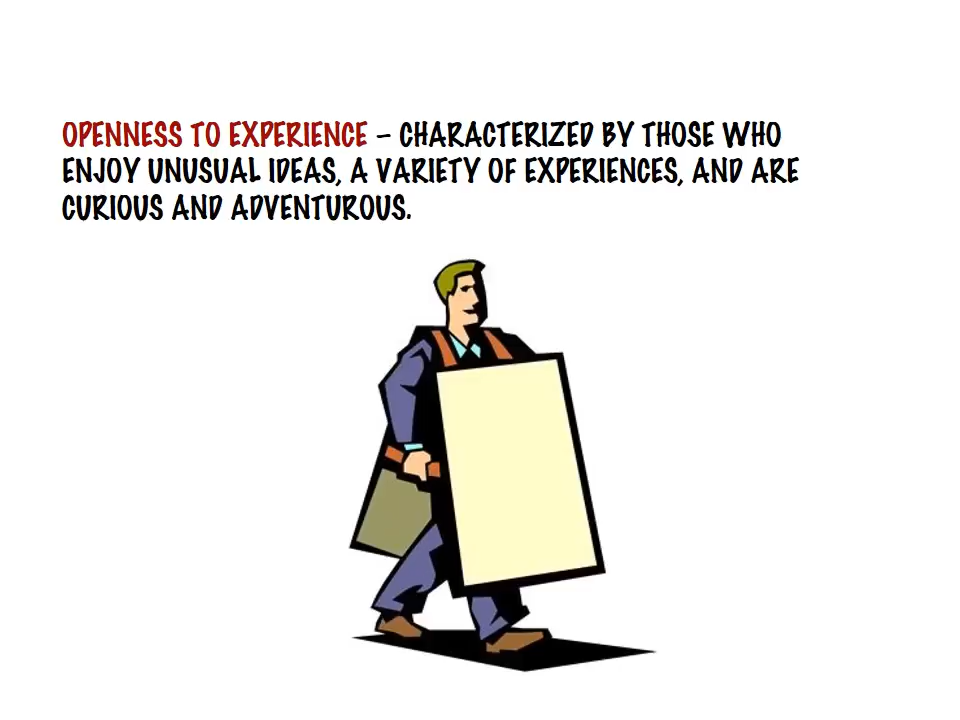 OPENNESS TO EXPERIENCE – CHARACTERIZED BY THOSE WHO
ENJOY UNUSUAL IDEAS, A VARIETY OF EXPERIENCES, AND ARE
CURIOUS AND ADVENTUROUS.